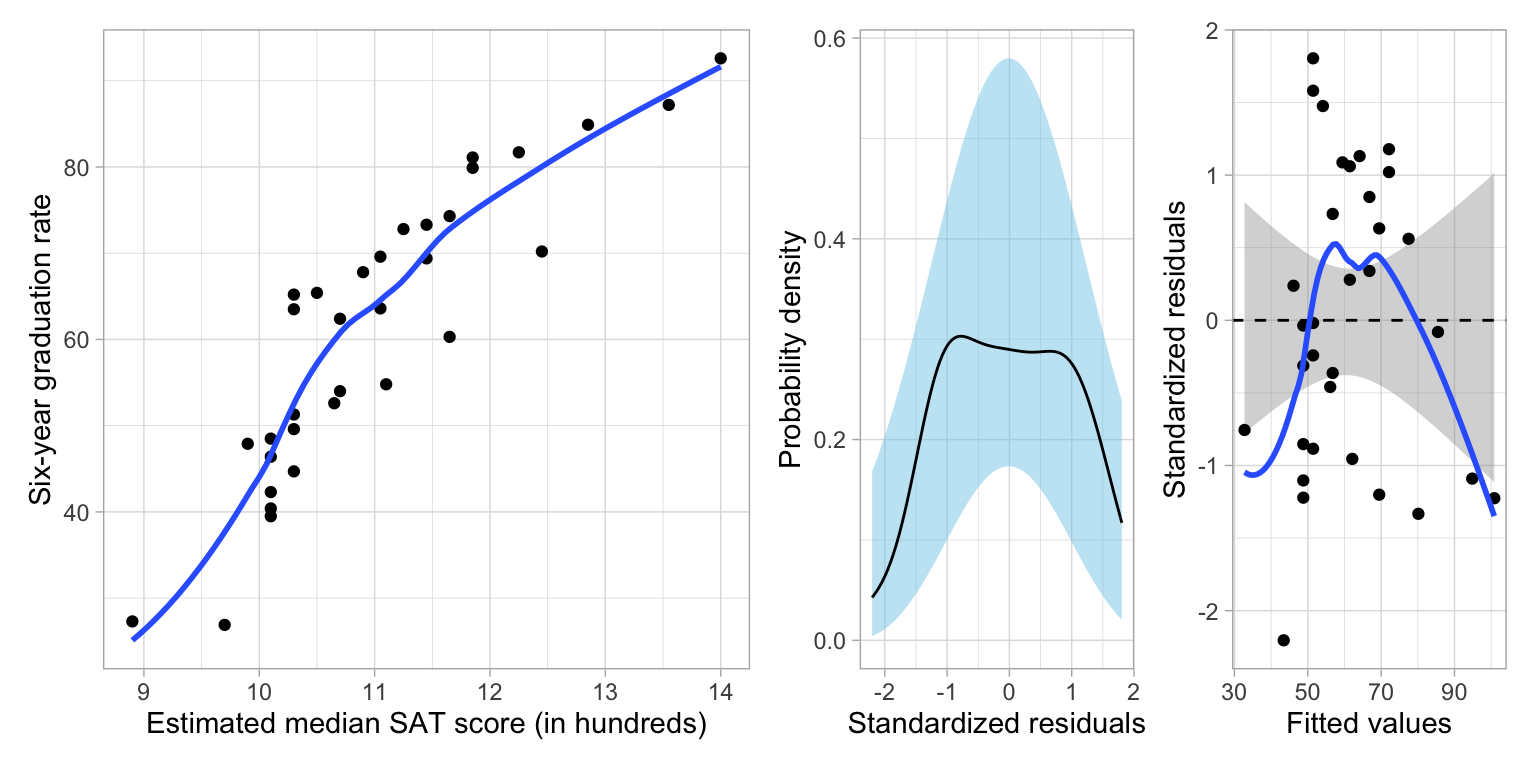 Six-year graduation rate
80
60
40
9 10 11 12 13 14
Estimated median SAT score (in hundreds)
Probability density
0.6
0.4
0.2
0.0
-2 -1 0 1 2
Standardized residuals
Standardized residuals
2
1
0
-1
-2
30 50 70 90
Fitted values